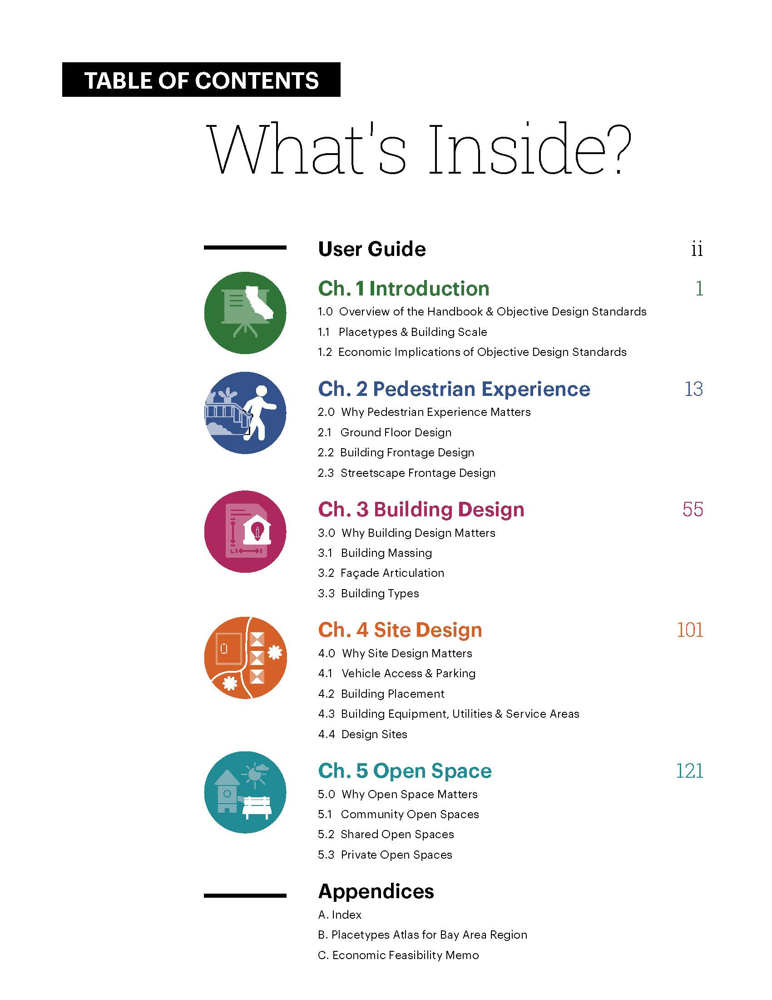 TABLE OF CONTENTS
What's Inside?
User Guide ii
Ch. 1 Introduction 1
1.0 Overview of the Handbook & Objective Design Standards
1.1 Placetypes & Building Scale
1.2 Economic Implications of Objective Design Standards
Ch. 2 Pedestrian Experience 13
2.0 Why Pedestrian Experience Matters
2.1 Ground Floor Design
2.2 Building Frontage Design
2.3 Streetscape Frontage Design
Ch. 3 Building Design 55
3.0 Why Building Design Matters
3.1 Building Massing
3.2 Façade Articulation
3.3 Building Types
Ch. 4 Site Design 101
4.0 Why Site Design Matters
4.1 Vehicle Access & Parking
4.2 Building Placement
4.3 Building Equipment, Utilities & Service Areas
4.4 Design Sites
Ch. 5 Open Space 121
5.0 Why Open Space Matters
5.1 Community Open Spaces
5.2 Shared Open Spaces
5.3 Private Open Spaces
Appendices
A. Index
B. Placetypes Atlas for Bay Area Region
C. Economic Feasibility Memo